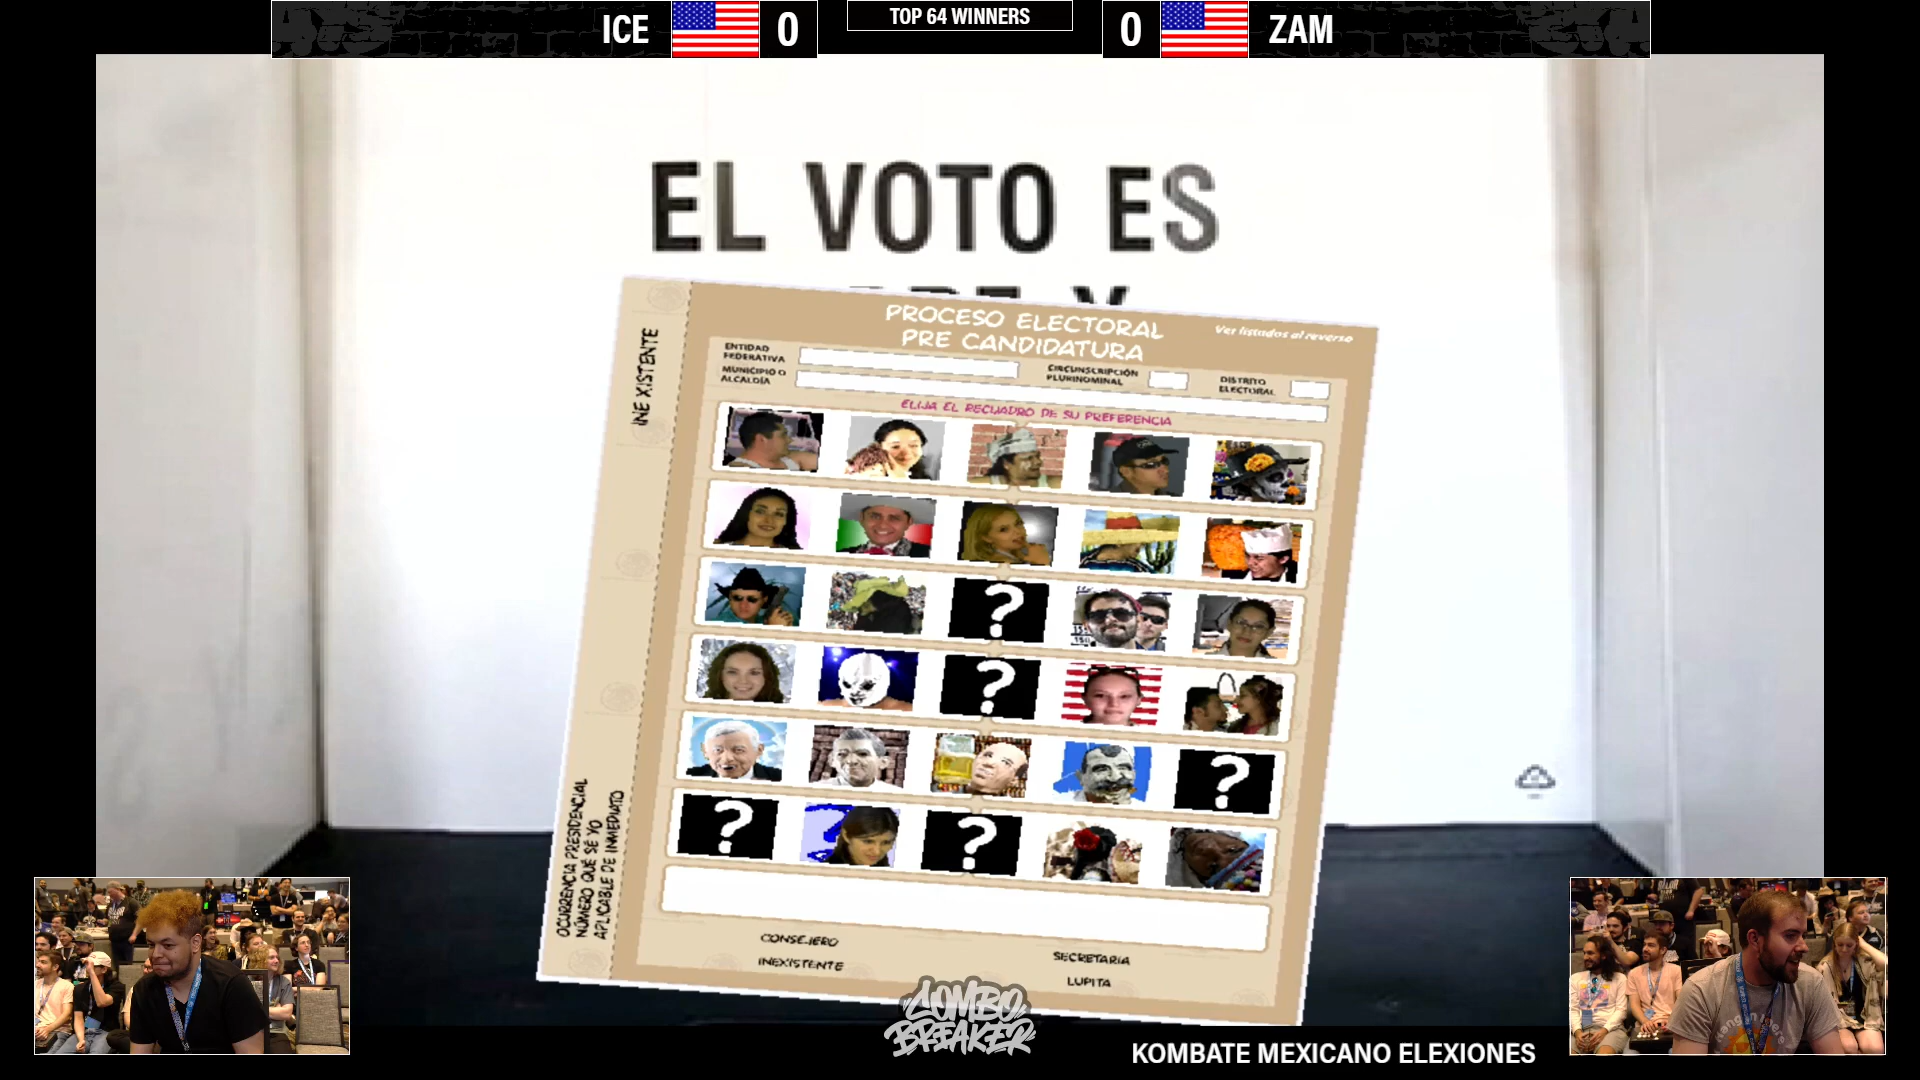 ICE
0
TOP 64 WINNERS
0
ZAM
EL VOTO ES
PROCESO ELECTORAL
PRE CANDIDATURA
Ver listados al reverso
INE XISTENTE
ENTIDAD
FEDERATIVA
MUNICIPIO O
ALCALDÍA
CIRCUNSCRIPCIÓN
PLURINOMINAL
DISTRITO
ELECTORAL
ELIJA EL RECUADRO DE SU PREFERENCIA
?
?
?
?
?
OCURRENCIA PRESIDENCIAL
NÚMERO QUÉ SÉ YO
APLICABLE DE INMEDIATO
CONSEJERO
INEXISTENTE
SECRETARIA
LUPITA
COMBO
BREAKER
KOMBATE MEXICANO ELEXIONES